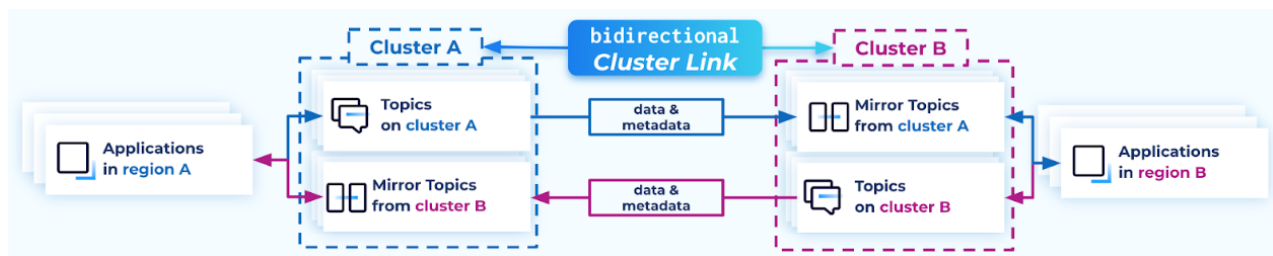 bidirectional
Cluster Link
Cluster A
Cluster B
Topics
on cluster A
data &
metadata
Mirror Topics
from cluster A
Applications
in region A
Applications
in region B
Mirror Topics
from cluster B
data &
metadata
Topics
on cluster B